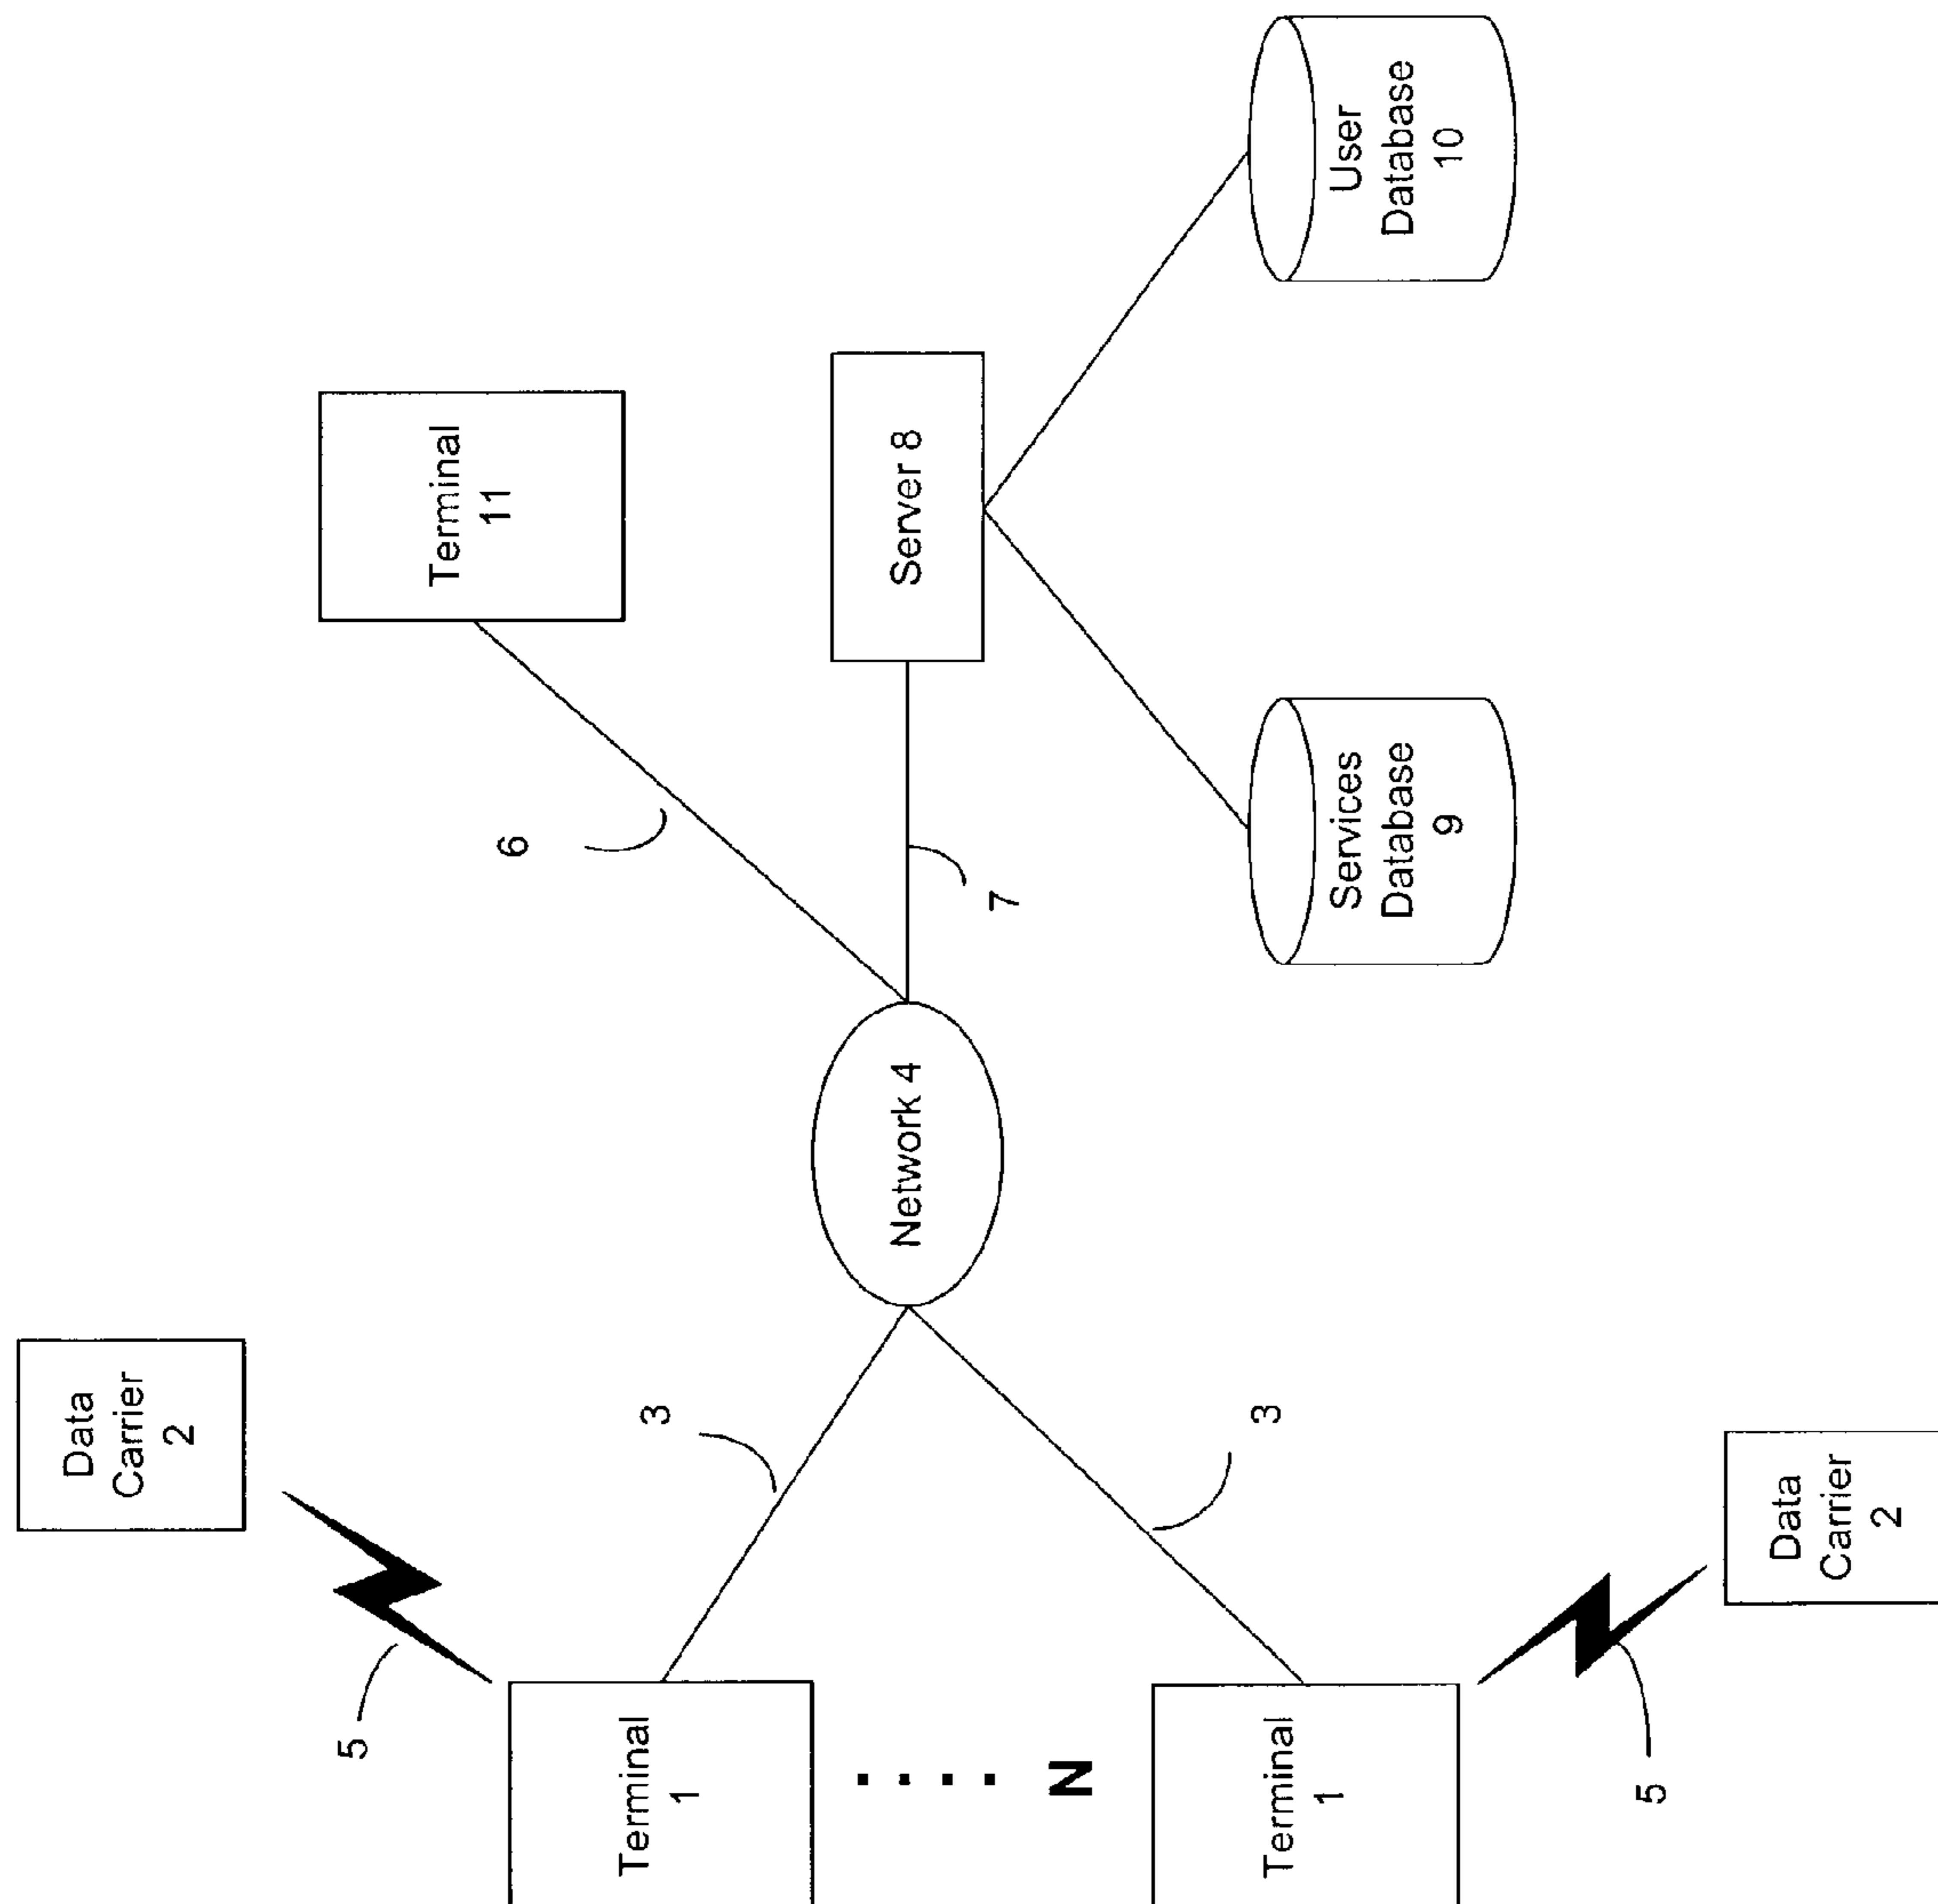 Data
Carrier
2
5
Terminal
11
6
Terminal
1
3
Network 4
Server 8
7
. . . .
N
3
Terminal
1
Services
Database
9
User
Database
10
5
Data
Carrier
2